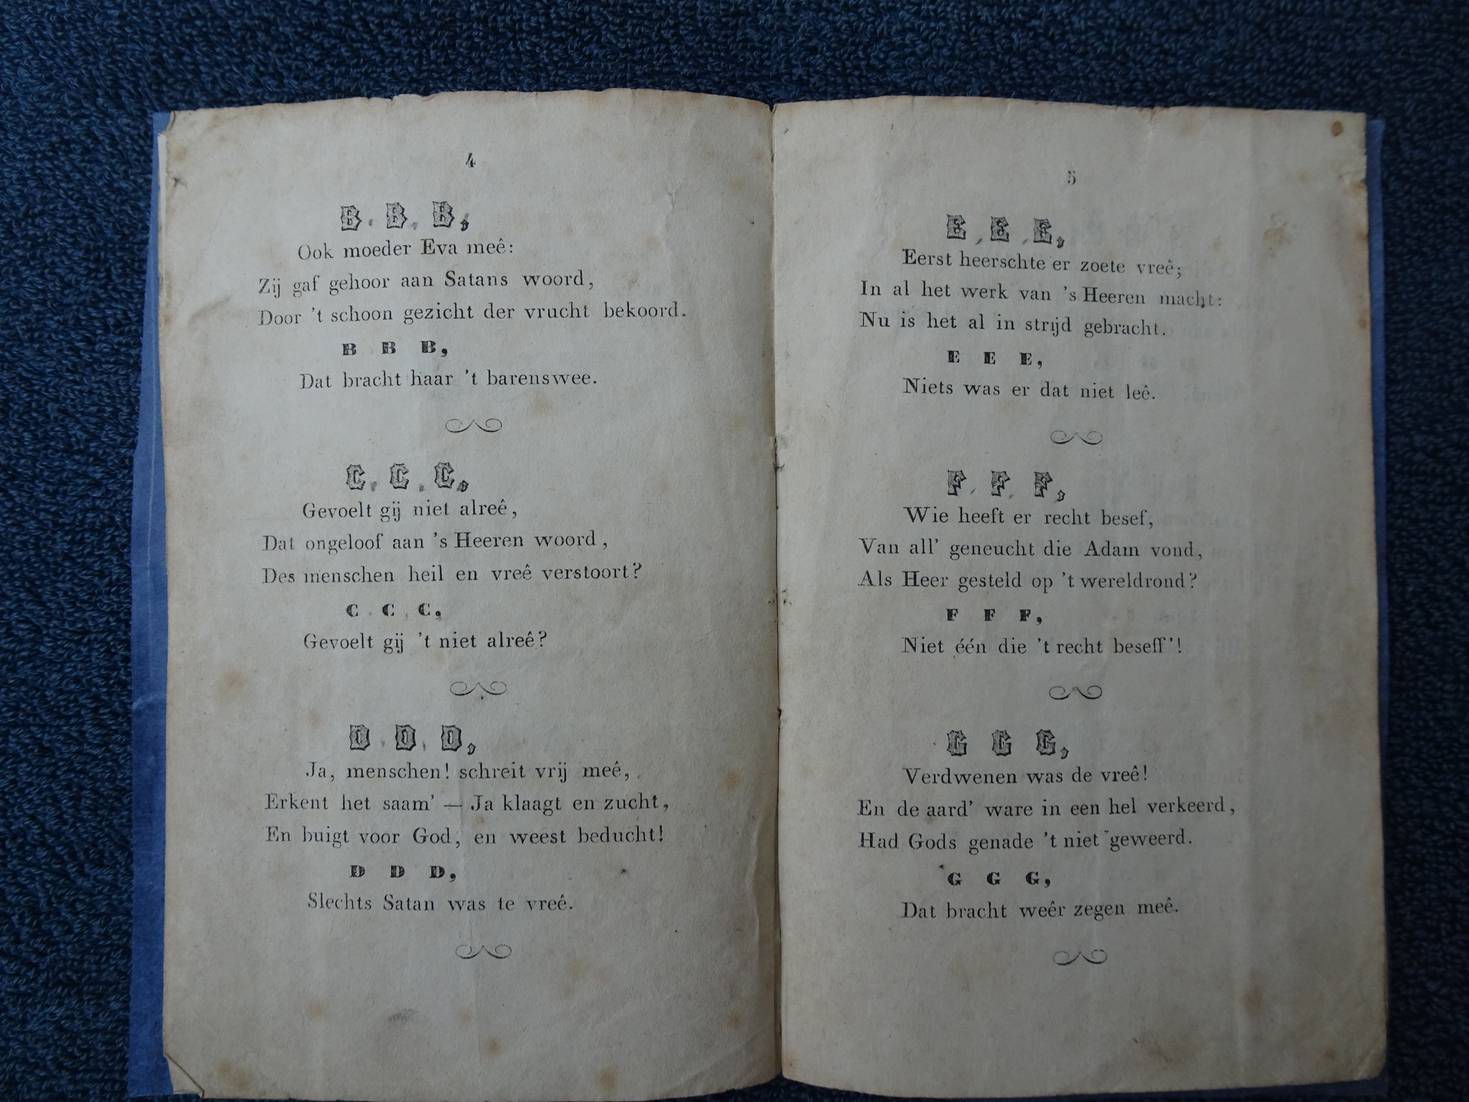 4
B. B. B,
Ook moeder Eva meê:
Zij gaf gehoor aan Satans woord,
Door 't schoon gezicht der vrucht bekoord.
B B B,
Dat bracht haar 't barenswee.
C. C. C,
Gevoelt gij niet alreê,
Dat ongeloof aan 's Heeren woord,
Des menschen heil en vreê verstoort?
C C C,
Gevoelt gij 't niet alreê?
D. D. D,
Ja, menschen! schreit vrij meê,
Erkent het saam' — Ja klaagt en zucht,
En buigt voor God, en weest beducht!
D D D,
Slechts Satan was te vreê.
5
E, E, E,
Eerst heerschte er zoete vreê;
In al het werk van 's Heeren macht:
Nu is het al in strijd gebracht.
E E E,
Niets was er dat niet leê.
F, F, F,
Wie heeft er recht besef,
Van all' geneucht die Adam vond,
Als Heer gesteld op 't wereldrond?
F F F,
Niet één die 't recht beseff'!
G G G,
Verdwenen was de vreê!
En de aard' ware in een hel verkeerd,
Had Gods genade 't niet geweerd.
G G G,
Dat bracht weêr zegen meê.